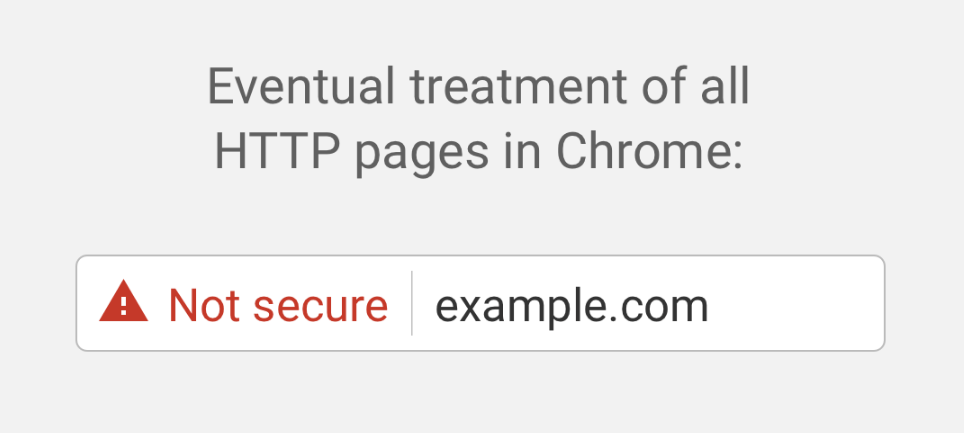 Eventual treatment of all
HTTP pages in Chrome:
Not secure example.com